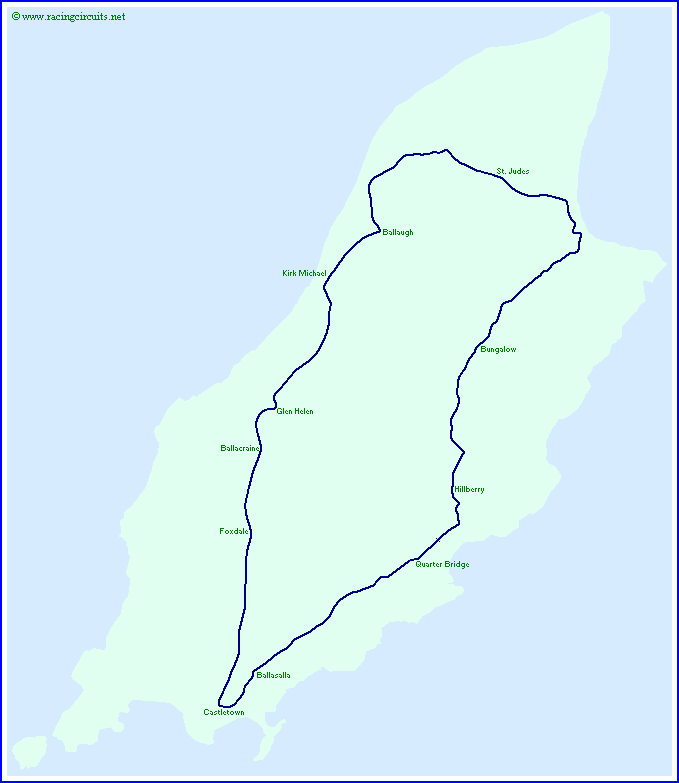 © www.racingcircuits.net
St. Judes
Ballaugh
Kirk Michael
Bungalow
Glen Helen
Ballacraine
Hillberry
Foxdale
Quarter Bridge
Ballasalla
Castletown